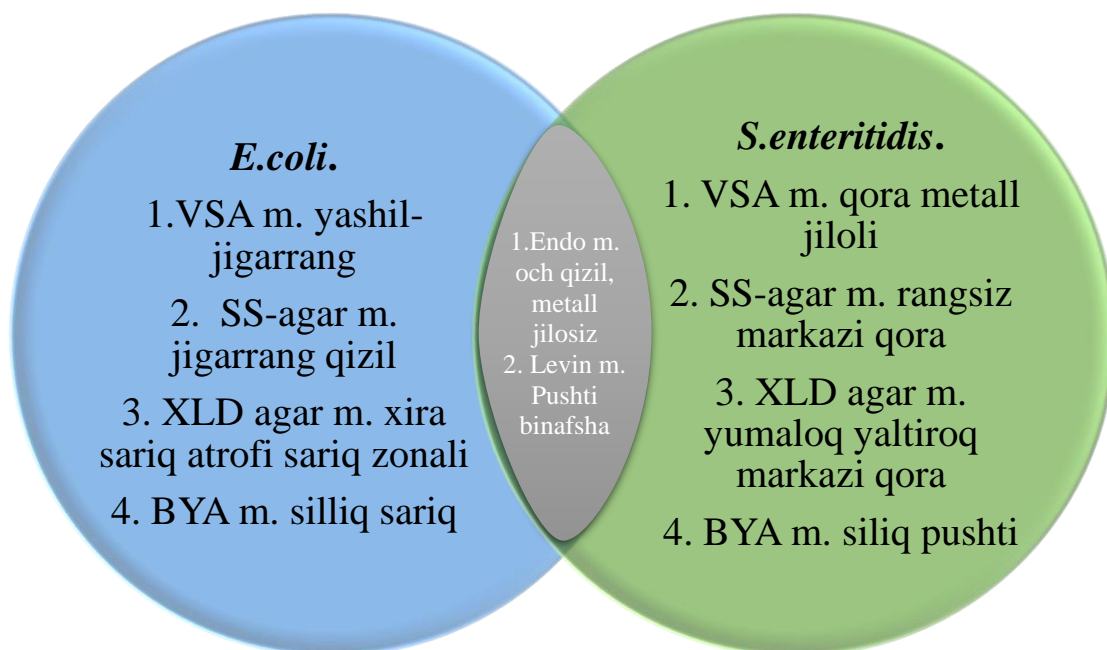 E.coli.
1.VSA m. yashil-
jigarrang
2. SS-agar m.
jigarrang qizil
3. XLD agar m. xira
sariq atrofi sariq zonali
4. BYA m. silliq sariq
1.Endo m.
och qizil,
metall
jilosiz
2. Levin m.
Pushti
binafsha
S.enteritidis.
1. VSA m. qora metall
jiloli
2. SS-agar m. rangsiz
markazi qora
3. XLD agar m.
yumaloq yaltiroq
markazi qora
4. BYA m. siliq pushti